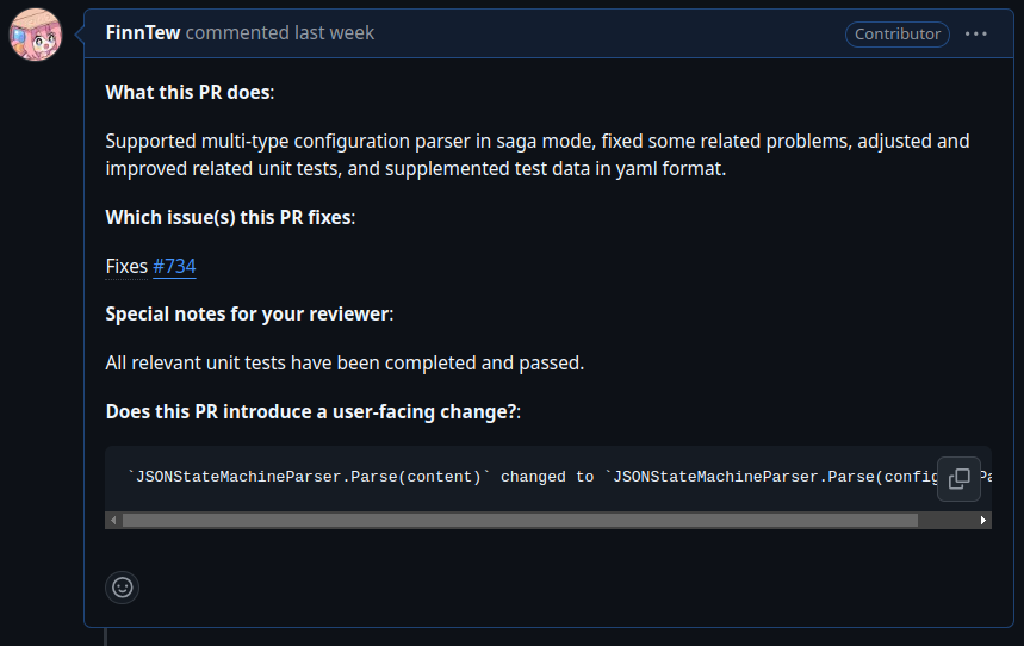 FinnTew commented last week
Contributor
What this PR does:
Supported multi-type configuration parser in saga mode, fixed some related problems, adjusted and
improved related unit tests, and supplemented test data in yaml format.
Which issue(s) this PR fixes:
Fixes #734
Special notes for your reviewer:
All relevant unit tests have been completed and passed.
Does this PR introduce a user-facing change?:
`JSONStateMachineParser.Parse(content)` changed to `JSONStateMachineParser.Parse(config